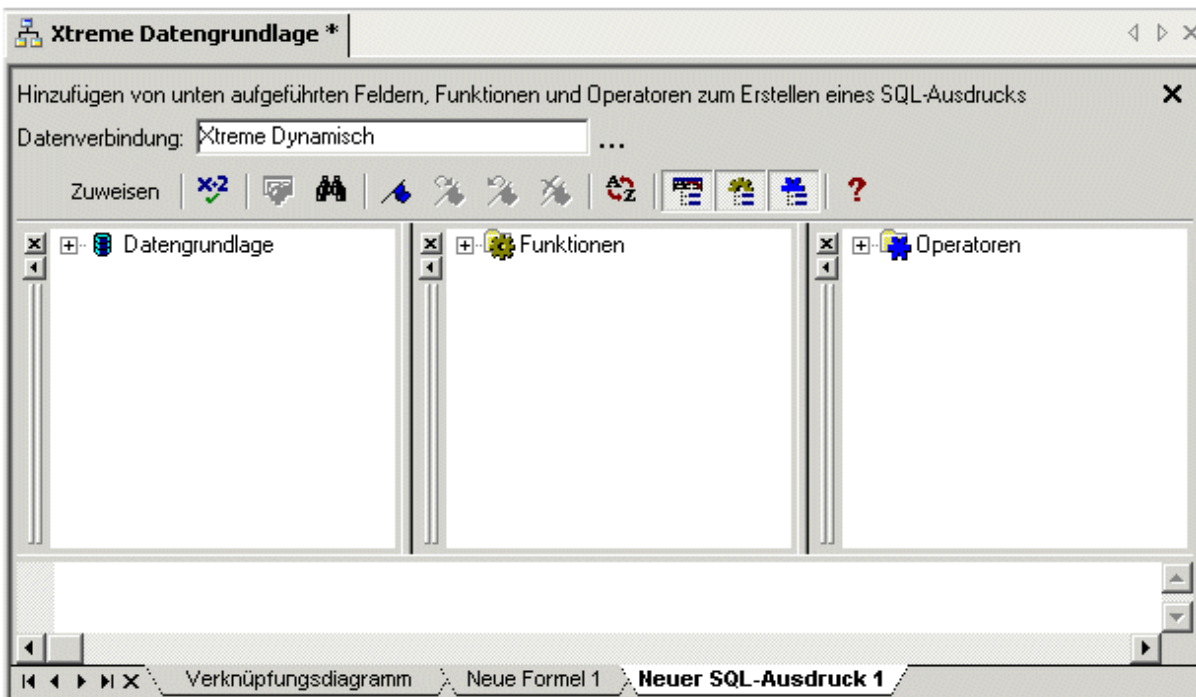 Xtreme Datengrundlage *
Hinzufügen von unten aufgeführten Feldern, Funktionen und Operatoren zum Erstellen eines SQL-Ausdrucks
Datenverbindung: Xtreme Dynamisch ...
Zuweisen
Datengrundlage Funktionen Operatoren
Verknüpfungsdiagramm Neue Formel 1 Neuer SQL-Ausdruck 1